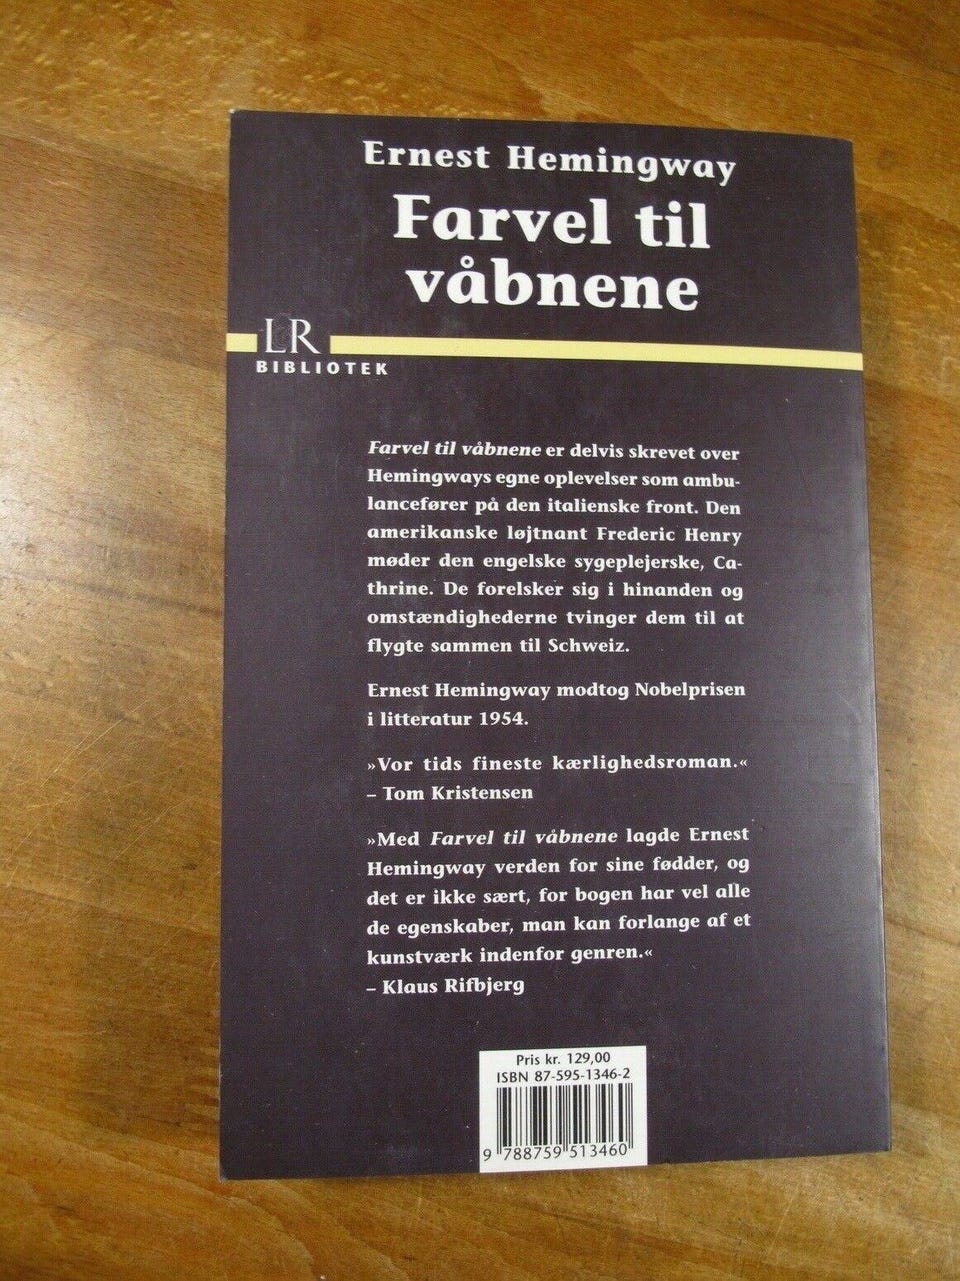 Ernest Hemingway
Farvel til
våbnene
LR
BIBLIOTEK
Farvel til våbnene er delvis skrevet over
Hemingways egne oplevelser som ambu-
lancefører på den italienske front. Den
amerikanske løjtnant Frederic Henry
møder den engelske sygeplejerske, Ca-
thrine. De forelsker sig i hinanden og
omstændighederne tvinger dem til at
flygte sammen til Schweiz.
Ernest Hemingway modtog Nobelprisen
i litteratur 1954.
»Vor tids fineste kærlighedsroman.«
– Tom Kristensen
»Med Farvel til våbnene lagde Ernest
Hemingway verden for sine fødder, og
det er ikke sært, for bogen har vel alle
de egenskaber, man kan forlange af et
kunstværk indenfor genren.«
– Klaus Rifbjerg
Pris kr. 129,00
ISBN 87-595-1346-2
9 788759 513460